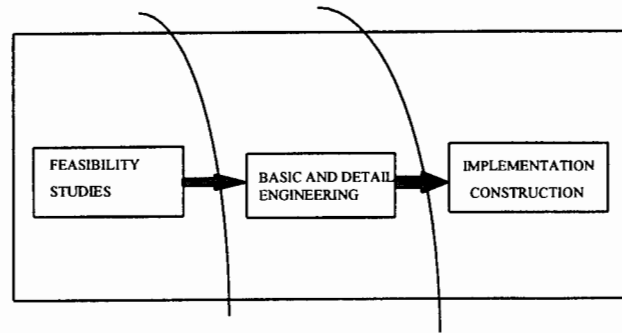 FEASIBILITY
STUDIES
BASIC AND DETAIL
ENGINEERING
IMPLEMENTATION
CONSTRUCTION